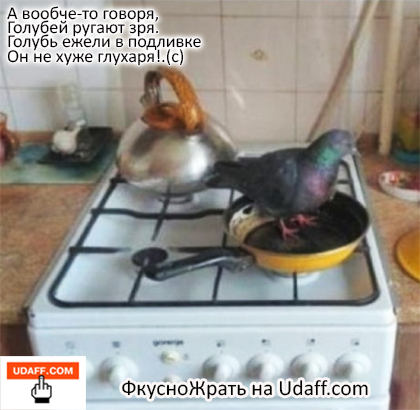 А вообче-то говоря,
Голубей ругают зря.
Голубь ежели в подливке
Он не хуже глухаря!.(с)
gorenje
UDAFF.COM
ФкусноЖрать на Udaff.com